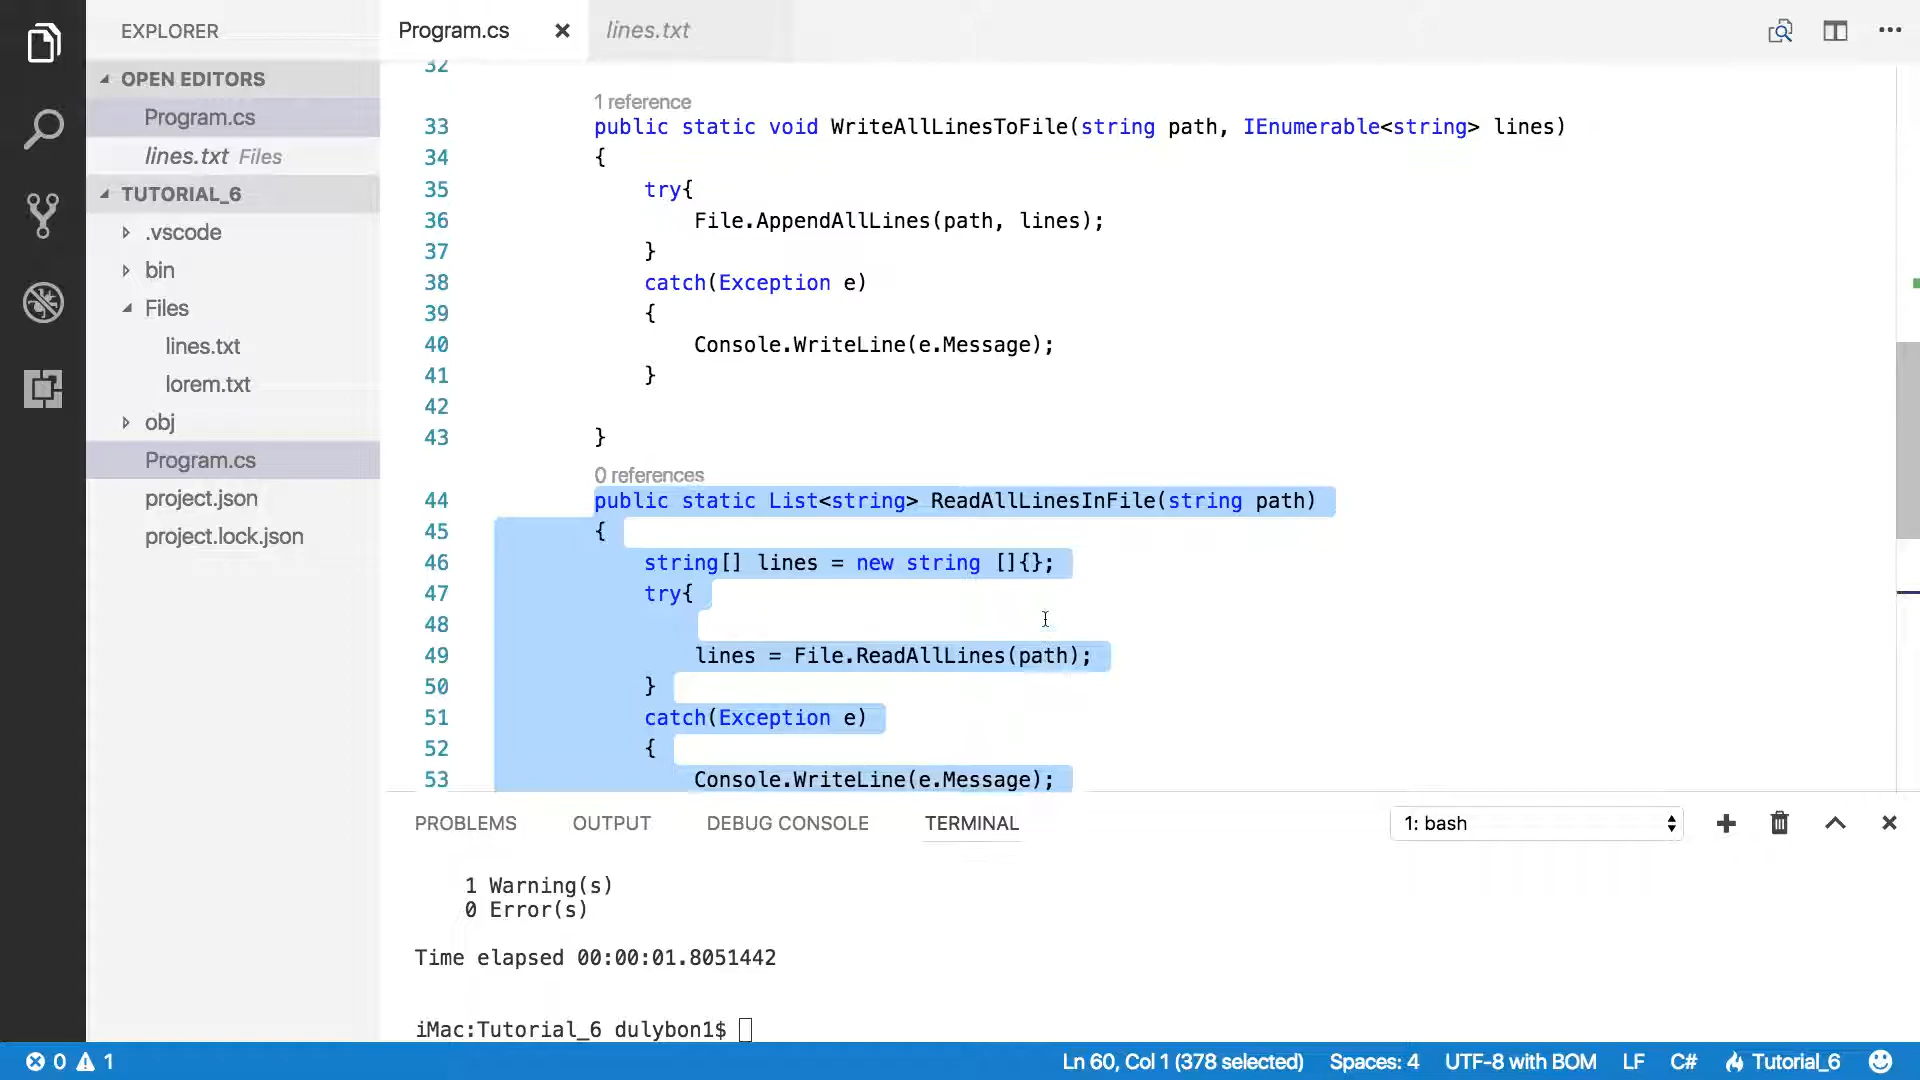 EXPLORER
OPEN EDITORS
Program.cs
lines.txt Files
TUTORIAL_6
.vscode
bin
Files
lines.txt
lorem.txt
obj
Program.cs
project.json
project.lock.json
Program.cs
lines.txt
32
1 reference
33 public static void WriteAllLinesToFile(string path, IEnumerable<string> lines)
34 {
35 try{
36 File.AppendAllLines(path, lines);
37 }
38 catch(Exception e)
39 {
40 Console.WriteLine(e.Message);
41 }
42
43 }
0 references
44 public static List<string> ReadAllLinesInFile(string path)
45 {
46 string[] lines = new string []{};
47 try{
48
49 lines = File.ReadAllLines(path);
50 }
51 catch(Exception e)
52 {
53 Console.WriteLine(e.Message);
PROBLEMS OUTPUT DEBUG CONSOLE TERMINAL 1: bash
1 Warning(s)
0 Error(s)
Time elapsed 00:00:01.8051442
iMac:Tutorial_6 dulybon1$
0 1 Ln 60, Col 1 (378 selected) Spaces: 4 UTF-8 with BOM LF C# Tutorial_6